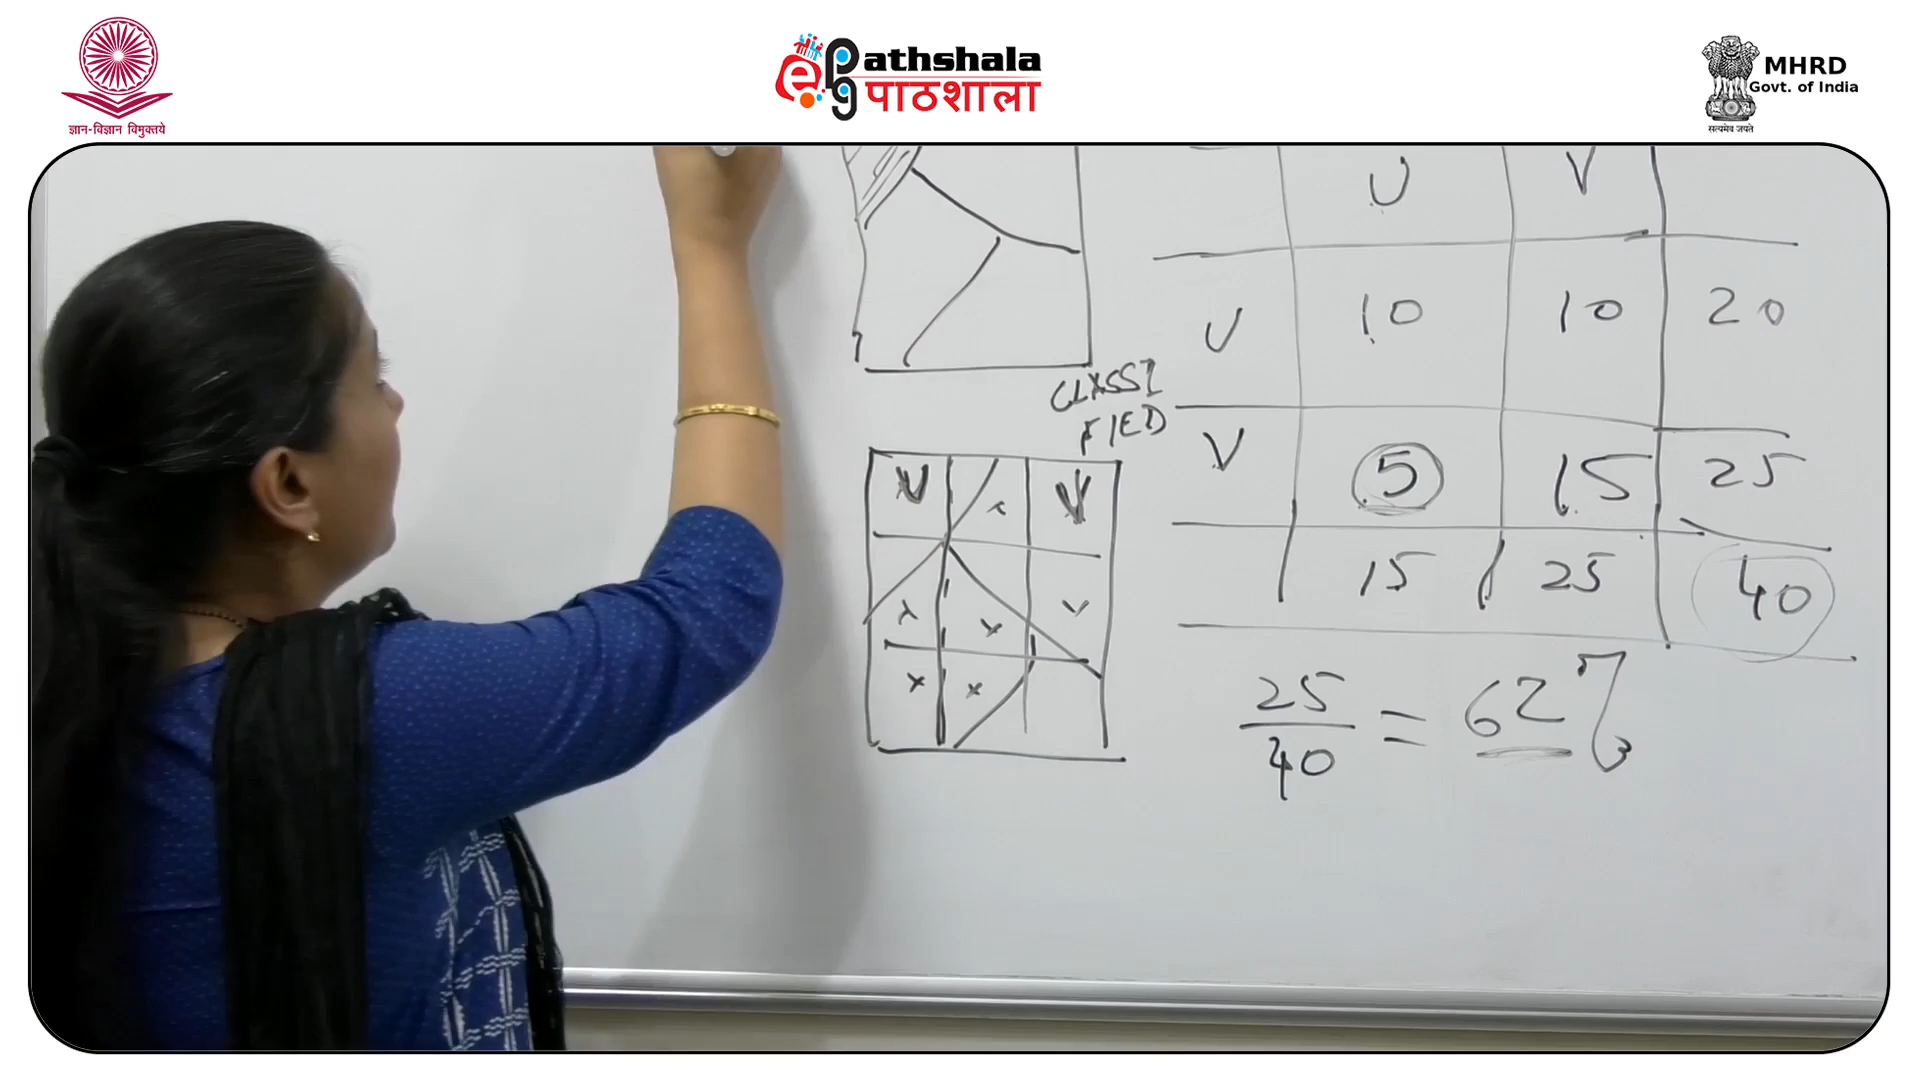 ज्ञान-विज्ञान विमुक्तये
ePG athshala
पाठशाला
MHRD
Govt. of India
सत्यमेव जयते
U V
U 10 10 20
V 5 15 25
15 25 40
25/40 = 62%
CLASSI
FIED
V V
x
x x v
x x